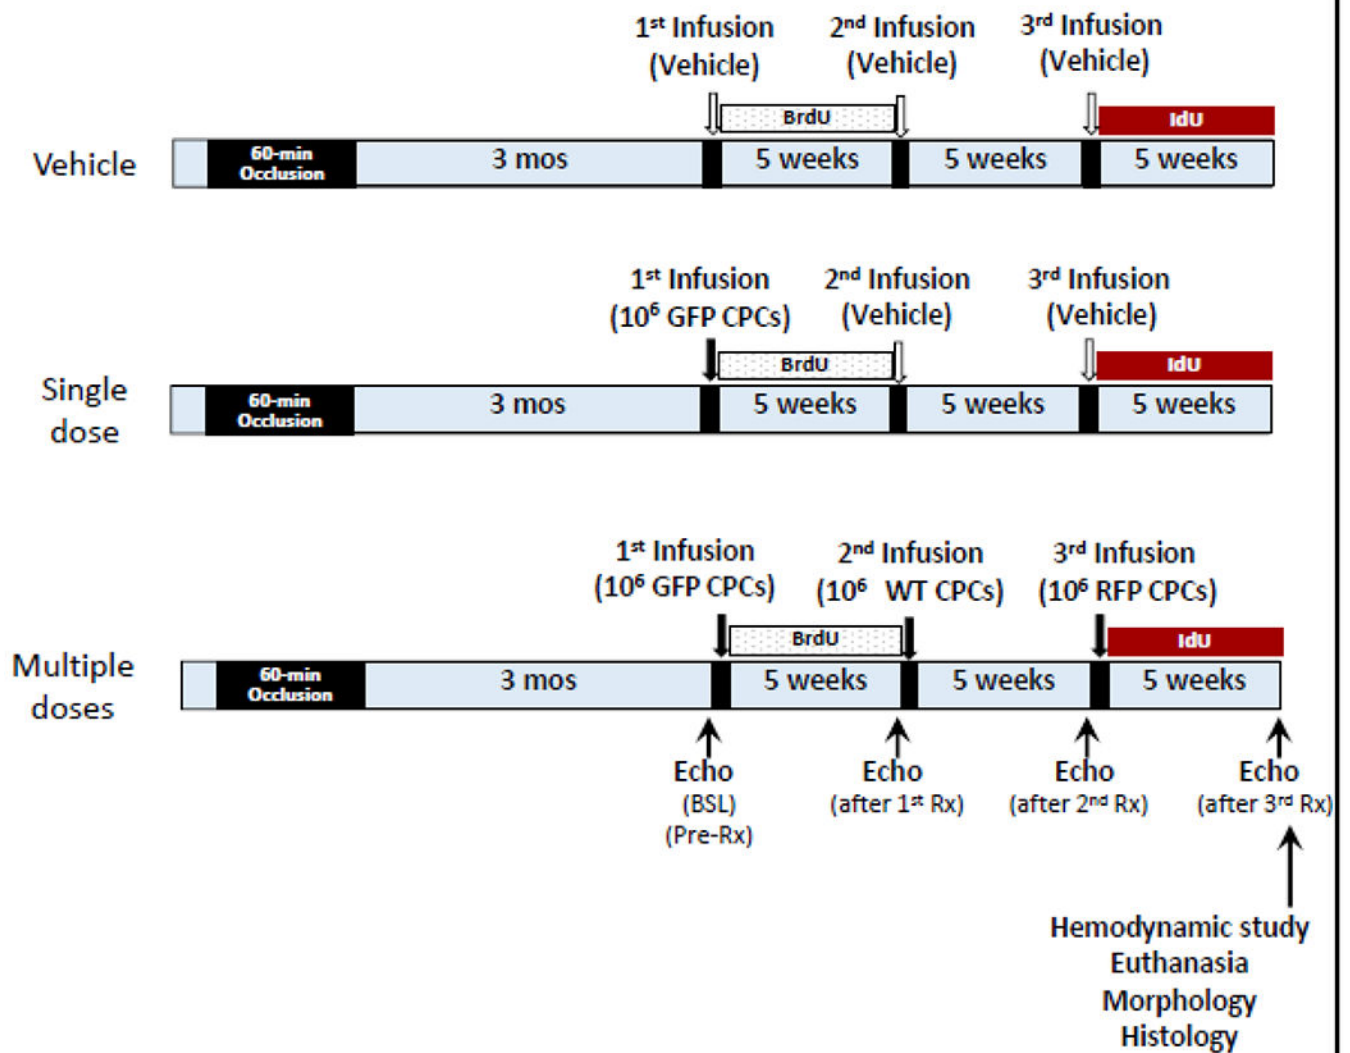 1st Infusion 2nd Infusion 3rd Infusion
(Vehicle) (Vehicle) (Vehicle)
BrdU IdU
Vehicle
60-min
Occlusion
3 mos 5 weeks 5 weeks 5 weeks
1st Infusion 2nd Infusion 3rd Infusion
(10⁶ GFP CPCs) (Vehicle) (Vehicle)
BrdU IdU
Single
dose
60-min
Occlusion
3 mos 5 weeks 5 weeks 5 weeks
1st Infusion 2nd Infusion 3rd Infusion
(10⁶ GFP CPCs) (10⁶ WT CPCs) (10⁶ RFP CPCs)
BrdU IdU
Multiple
doses
60-min
Occlusion
3 mos 5 weeks 5 weeks 5 weeks
Echo Echo Echo Echo
(BSL) (after 1st Rx) (after 2nd Rx) (after 3rd Rx)
(Pre-Rx)
Hemodynamic study
Euthanasia
Morphology
Histology